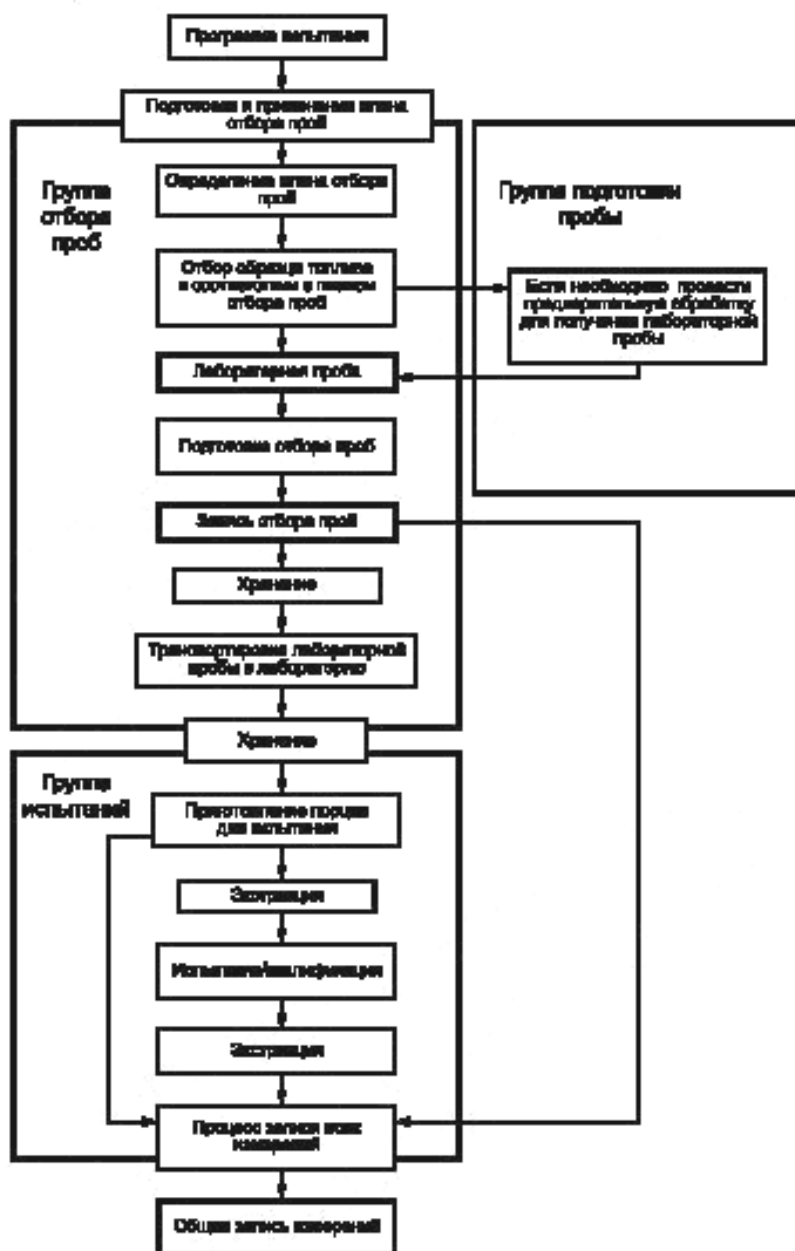 Программа испытания
Подготовка и применение плана
отбора проб
Группа
отбора
проб
Определение плана отбора
проб
Группа подготовки
пробы
Отбор образца топлива
в соответствии с планом
отбора проб
Если необходимо провести
предварительную обработку
для получения лабораторной
пробы
Лабораторная проба
Подготовка отбора проб
Запись отбора проб
Хранение
Транспортировка лабораторной
пробы в лабораторию
Хранение
Группа
испытаний
Приготовление порции
для испытания
Экстракция
Экстракция
Процесс записи всех
измерений
Общая запись измерений